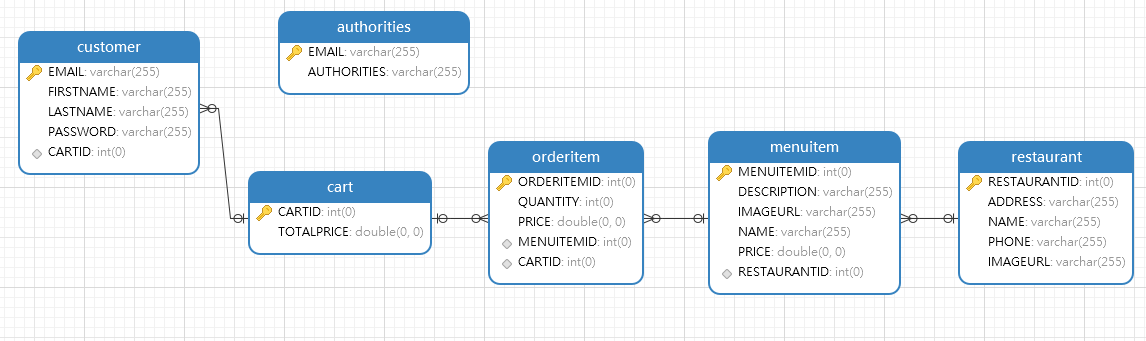 customer
EMAIL: varchar(255)
FIRSTNAME: varchar(255)
LASTNAME: varchar(255)
PASSWORD: varchar(255)
CARTID: int(0)
authorities
EMAIL: varchar(255)
AUTHORITIES: varchar(255)
cart
CARTID: int(0)
TOTALPRICE: double(0, 0)
orderitem
ORDERITEMID: int(0)
QUANTITY: int(0)
PRICE: double(0, 0)
MENUITEMID: int(0)
CARTID: int(0)
menuitem
MENUITEMID: int(0)
DESCRIPTION: varchar(255)
IMAGEURL: varchar(255)
NAME: varchar(255)
PRICE: double(0, 0)
RESTAURANTID: int(0)
restaurant
RESTAURANTID: int(0)
ADDRESS: varchar(255)
NAME: varchar(255)
PHONE: varchar(255)
IMAGEURL: varchar(255)